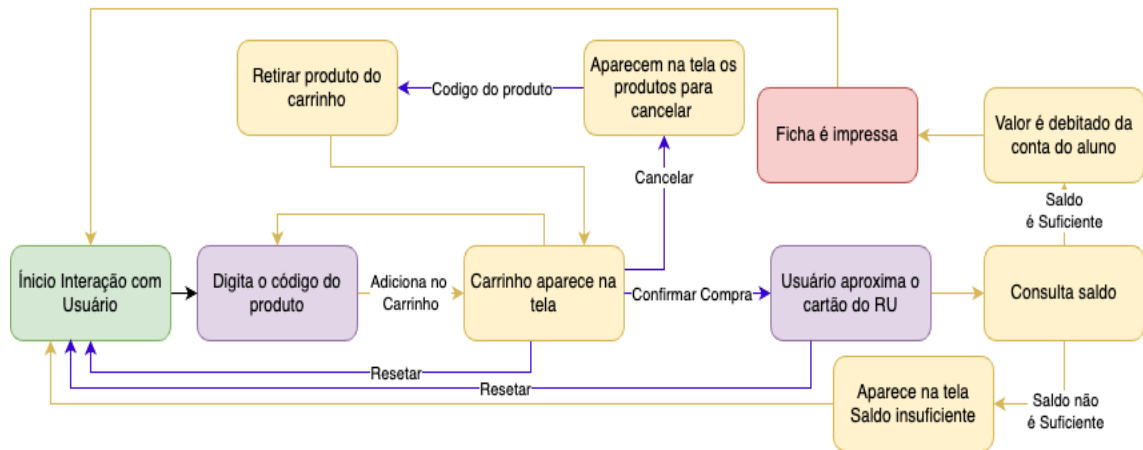 Retirar produto do
carrinho
Codigo do produto
Aparecem na tela os
produtos para
cancelar
Ficha é impressa
Valor é debitado da
conta do aluno
Cancelar
Saldo
é Suficiente
Ínicio Interação com
Usuário
Digita o código do
produto
Adiciona no
Carrinho
Carrinho aparece na
tela
Confirmar Compra
Usuário aproxima o
cartão do RU
Consulta saldo
Resetar
Resetar
Aparece na tela
Saldo insuficiente
Saldo não
é Suficiente